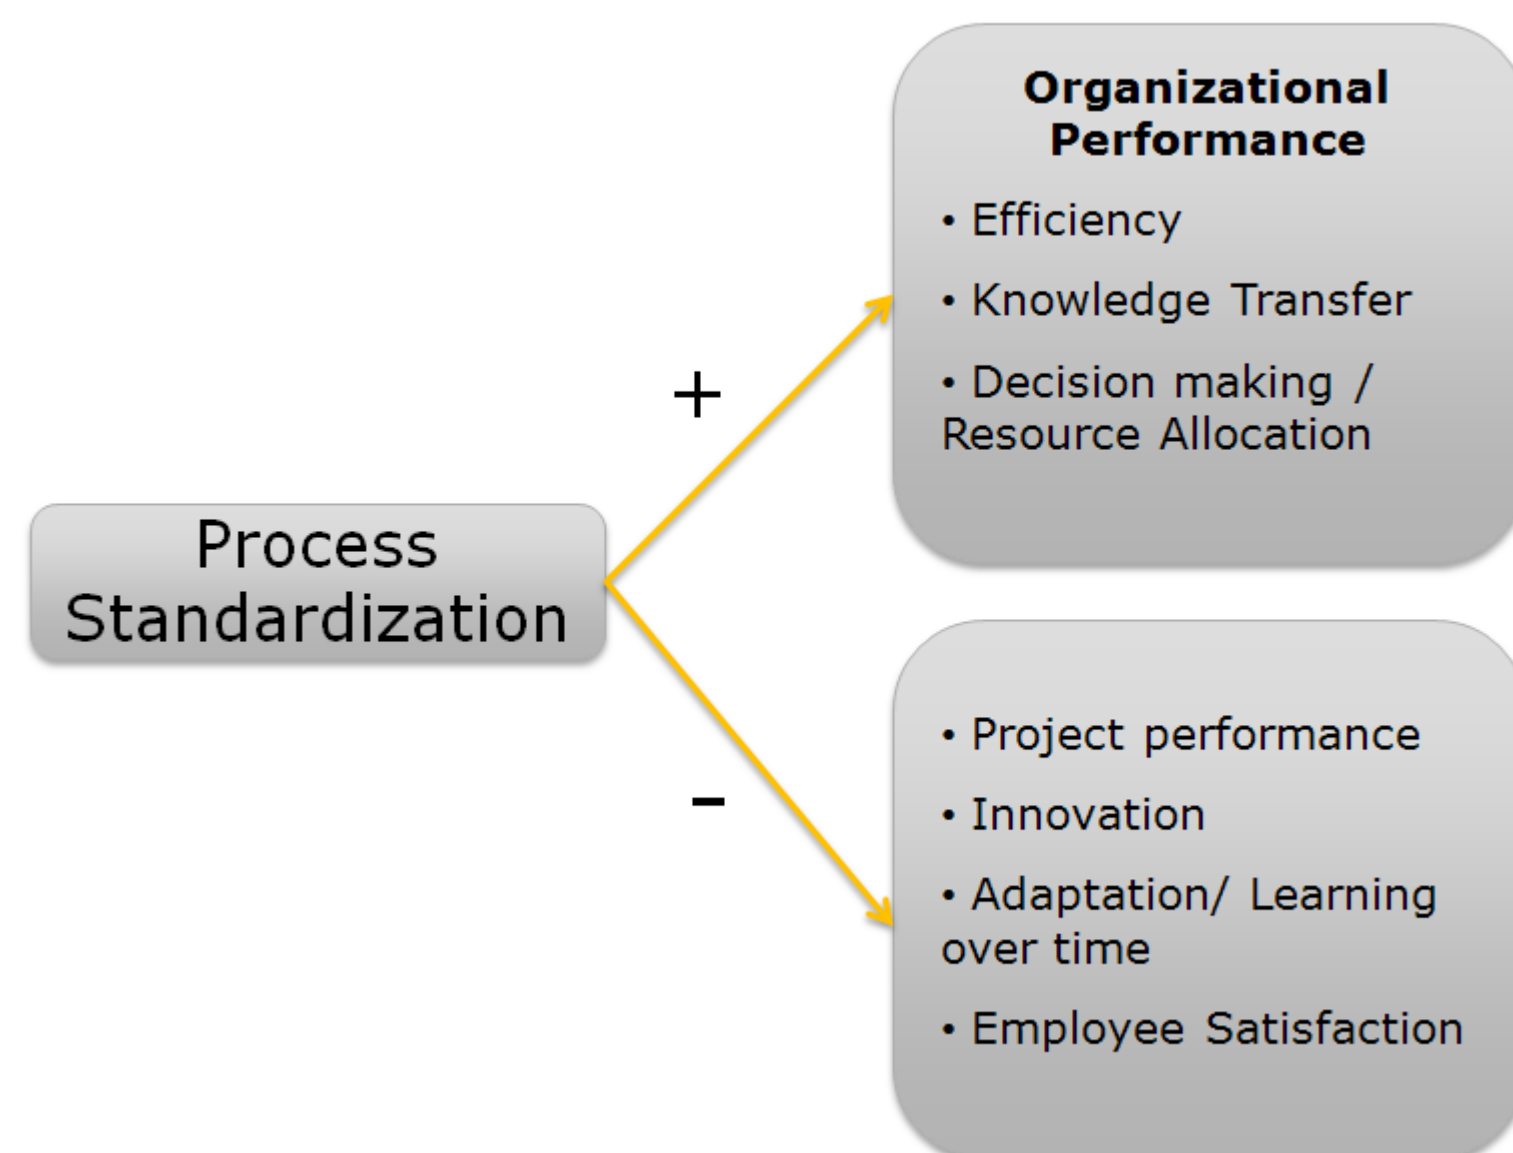 Organizational
Performance
• Efficiency
• Knowledge Transfer
• Decision making /
Resource Allocation
+
Process
Standardization
-
• Project performance
• Innovation
• Adaptation/ Learning
over time
• Employee Satisfaction